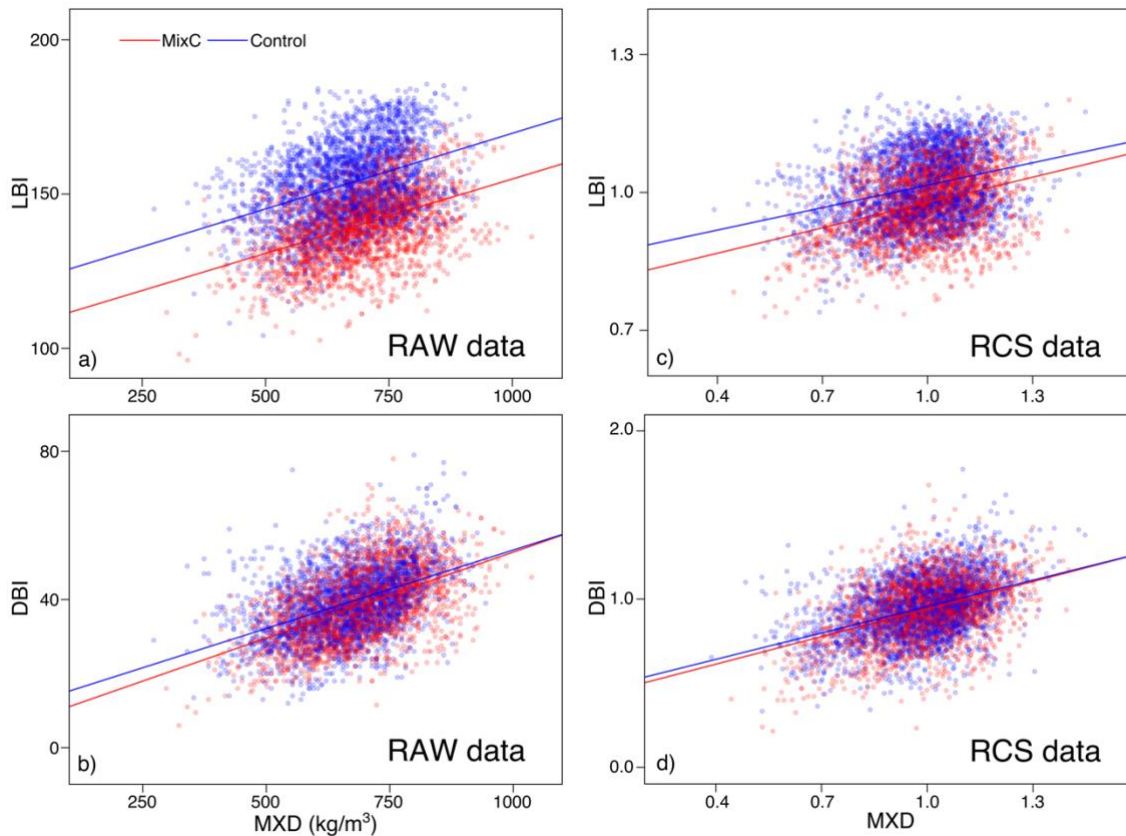 MixC Control
200
150
100
LBI
a)
RAW data
250 500 750 1000
1.3
1.0
0.7
LBI
c)
RCS data
0.4 0.7 1.0 1.3
80
40
0
DBI
b)
RAW data
250 500 750 1000
MXD (kg/m³)
2.0
1.0
0.0
DBI
d)
RCS data
0.4 0.7 1.0 1.3
MXD